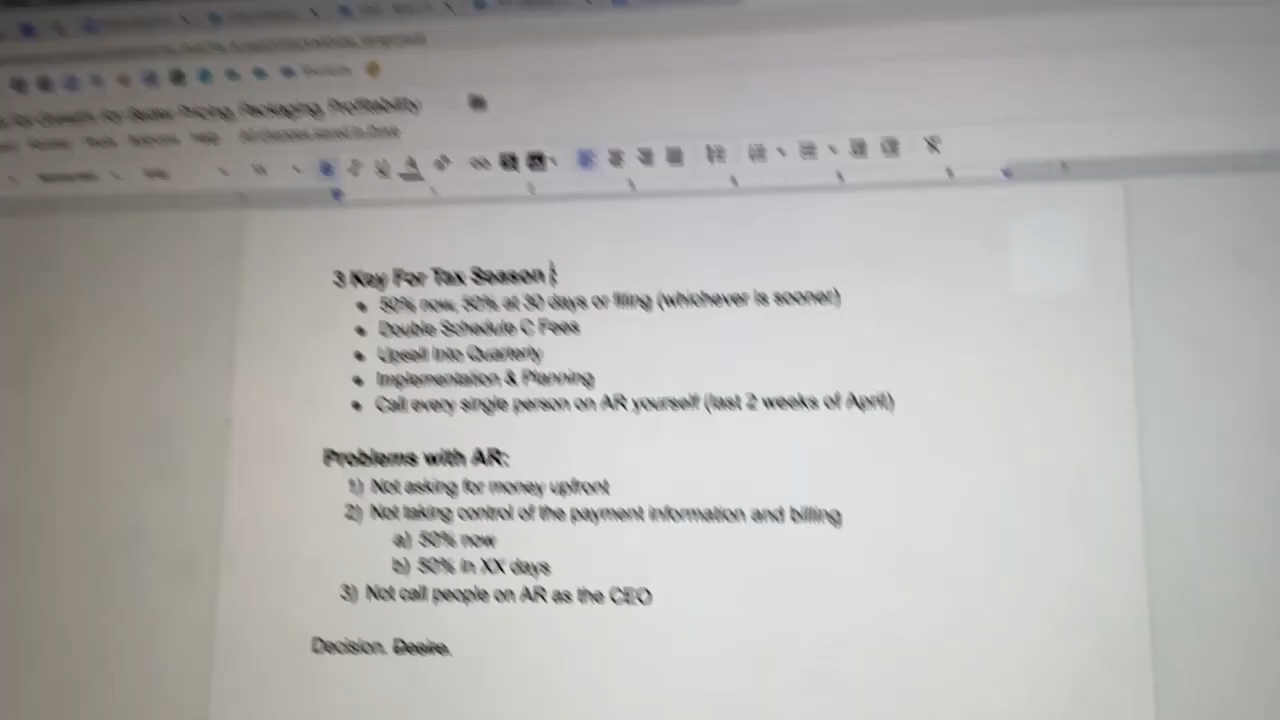 Pricing, Packaging, Profitability
3 Key For Tax Season :
50% now, 50% at 30 days or filing (whichever is sooner)
Double Schedule C Fees
Upsell Into Quarterly
Implementation & Planning
Call every single person on AR yourself (last 2 weeks of April)
Problems with AR:
1) Not asking for money upfront
2) Not taking control of the payment information and billing
a) 50% now
b) 50% in XX days
3) Not call people on AR as the CEO
Decision. Desire.